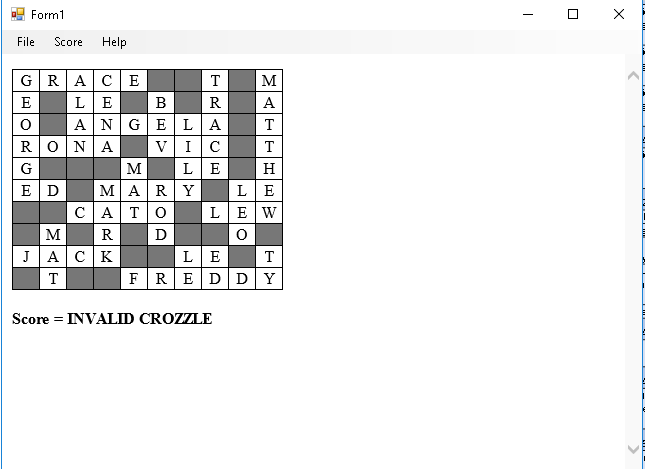 Form1
File Score Help
G R A C E T M
E L E B R A
O A N G E L A T
R O N A V I C T
G M L E H
E D M A R Y L E
C A T O L E W
M R D O
J A C K L E T
T F R E D D Y
Score = INVALID CROZZLE